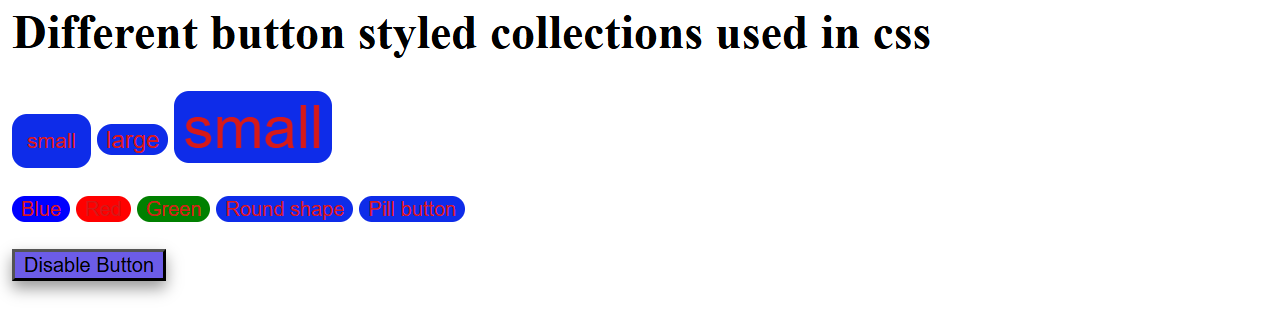 Different button styled collections used in css
small large small
Blue Red Green Round shape Pill button
Disable Button